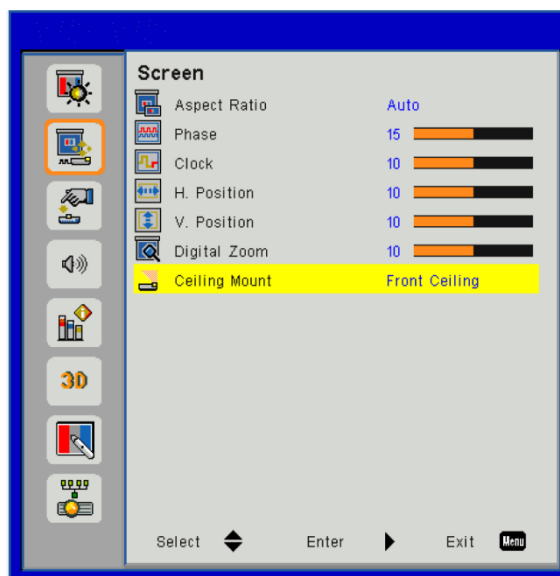 Screen
Aspect Ratio Auto
Phase 15
Clock 10
H. Position 10
V. Position 10
Digital Zoom 10
Ceiling Mount Front Ceiling
3D
Select Enter Exit Menu